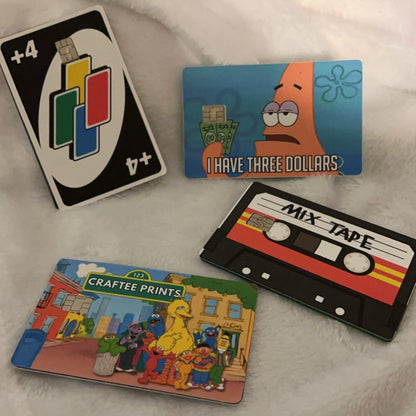 +4
+4
I HAVE THREE DOLLARS
MIX TAPE
123
CRAFTEE PRINTS